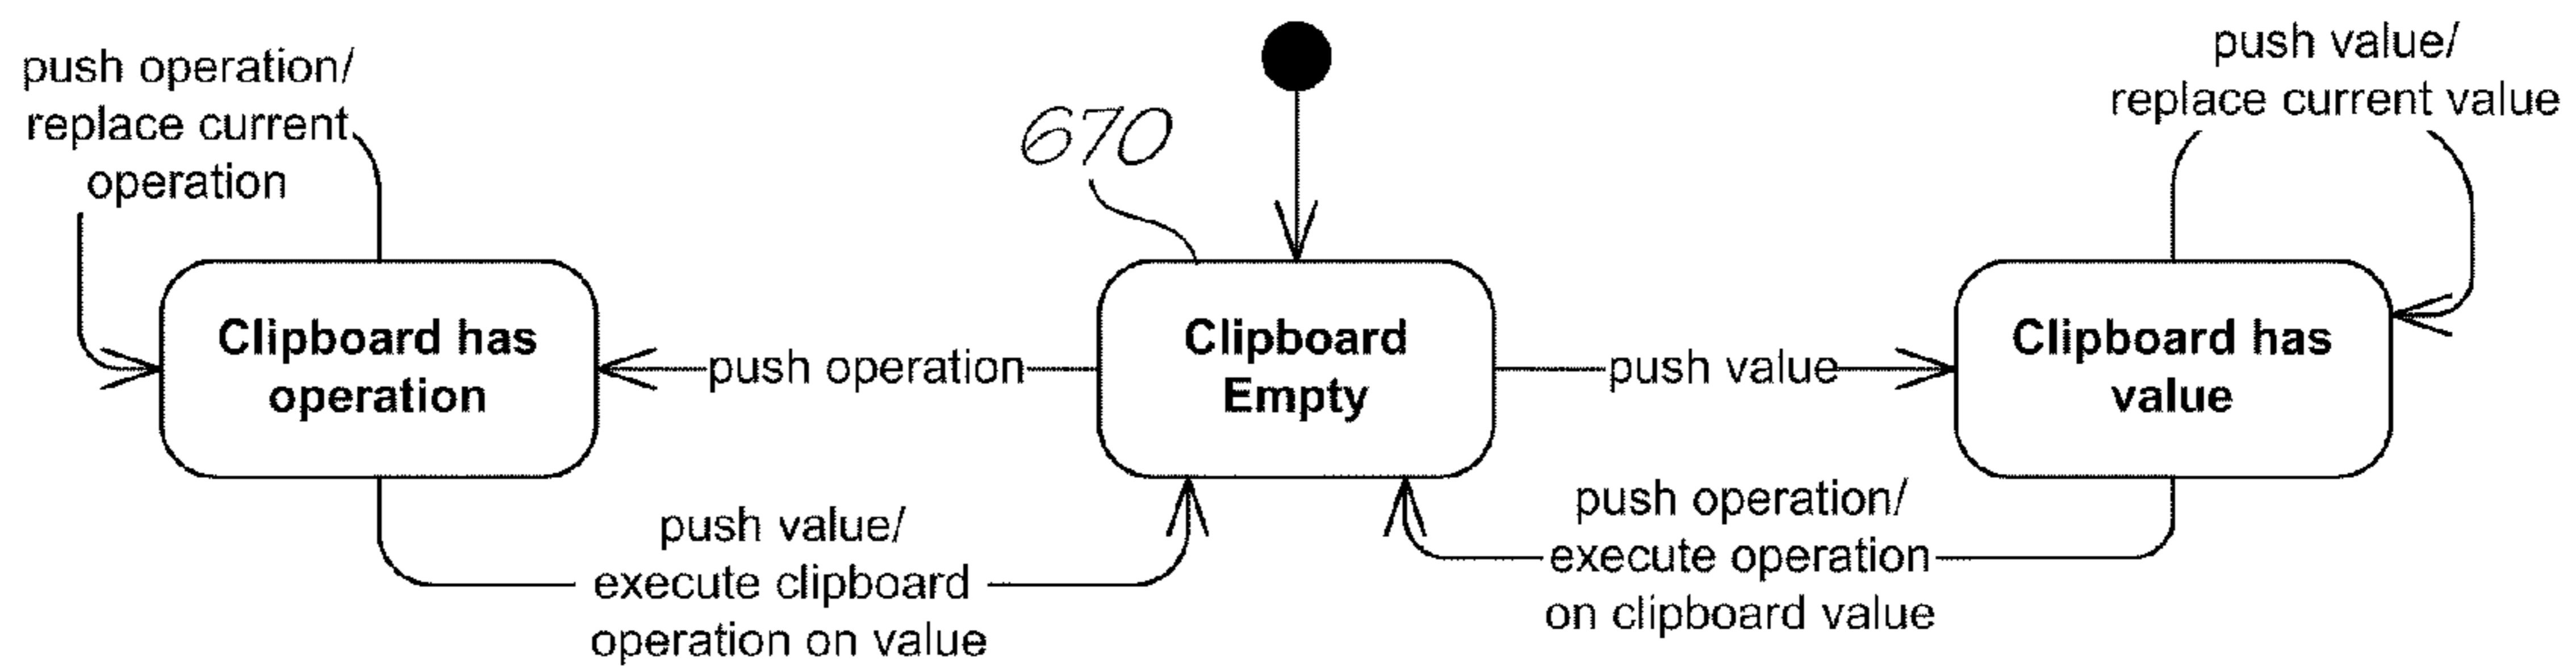 push operation/
replace current
operation
670
push value/
replace current value
Clipboard has
operation
push operation
Clipboard
Empty
push value
Clipboard has
value
push value/
execute clipboard
operation on value
push operation/
execute operation
on clipboard value